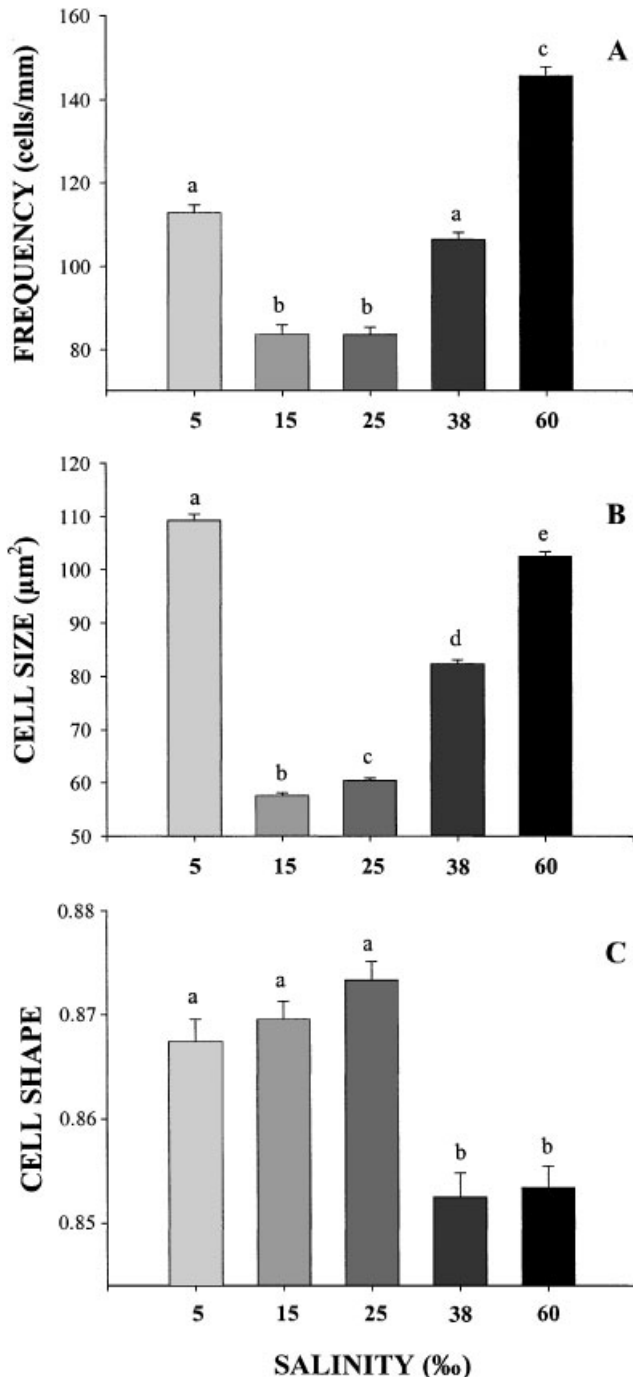 A
FREQUENCY (cells/mm)
160
140
120
100
80
a
b
b
a
c
5 15 25 38 60
B
CELL SIZE (µm²)
120
110
100
90
80
70
60
50
a
b
c
d
e
5 15 25 38 60
C
CELL SHAPE
0.88
0.87
0.86
0.85
a
a
a
b
b
5 15 25 38 60
SALINITY (‰)